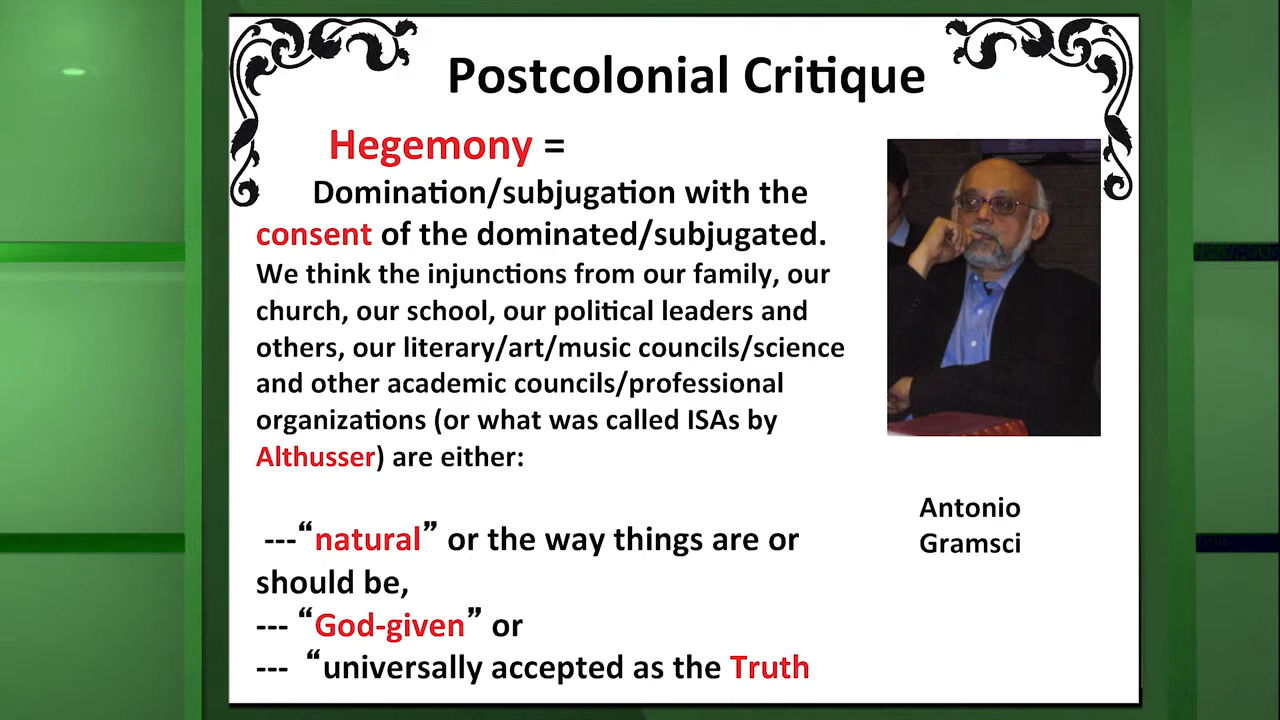 Postcolonial Critique
Hegemony =
Domination/subjugation with the
consent of the dominated/subjugated.
We think the injunctions from our family, our
church, our school, our political leaders and
others, our literary/art/music councils/science
and other academic councils/professional
organizations (or what was called ISAs by
Althusser) are either:
---“natural” or the way things are or
should be,
--- “God-given” or
--- “universally accepted as the Truth
Antonio
Gramsci